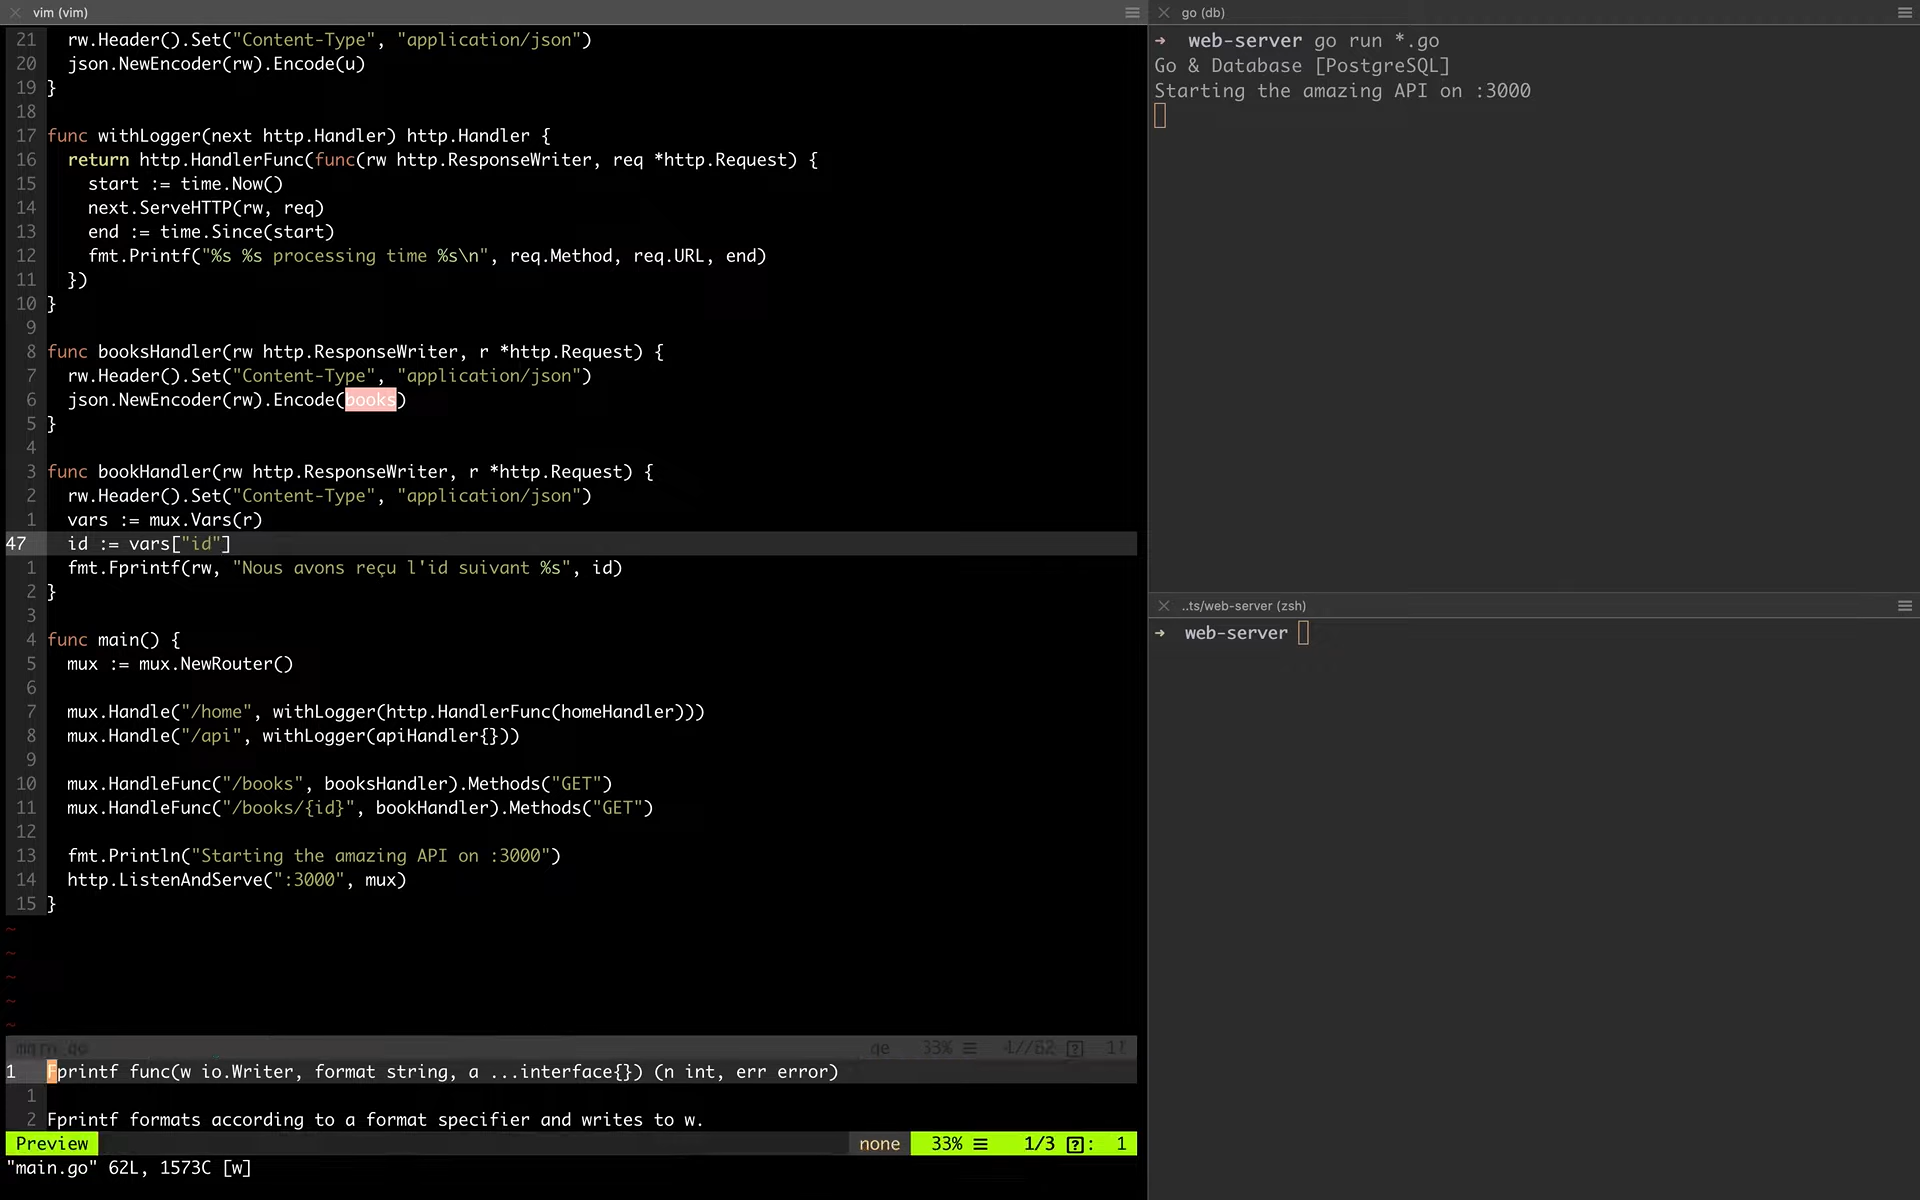 vim (vim)
21 rw.Header().Set("Content-Type", "application/json")
20 json.NewEncoder(rw).Encode(u)
19 }
18
17 func withLogger(next http.Handler) http.Handler {
16 return http.HandlerFunc(func(rw http.ResponseWriter, req *http.Request) {
15 start := time.Now()
14 next.ServeHTTP(rw, req)
13 end := time.Since(start)
12 fmt.Printf("%s %s processing time %s\n", req.Method, req.URL, end)
11 })
10 }
9
8 func booksHandler(rw http.ResponseWriter, r *http.Request) {
7 rw.Header().Set("Content-Type", "application/json")
6 json.NewEncoder(rw).Encode(books)
5 }
4
3 func bookHandler(rw http.ResponseWriter, r *http.Request) {
2 rw.Header().Set("Content-Type", "application/json")
1 vars := mux.Vars(r)
47 id := vars["id"]
1 fmt.Fprintf(rw, "Nous avons reçu l'id suivant %s", id)
2 }
3
4 func main() {
5 mux := mux.NewRouter()
6
7 mux.Handle("/home", withLogger(http.HandlerFunc(homeHandler)))
8 mux.Handle("/api", withLogger(apiHandler{}))
9
10 mux.HandleFunc("/books", booksHandler).Methods("GET")
11 mux.HandleFunc("/books/{id}", bookHandler).Methods("GET")
12
13 fmt.Println("Starting the amazing API on :3000")
14 http.ListenAndServe(":3000", mux)
15 }
~
~
~
~
~
33%
1 Fprintf func(w io.Writer, format string, a ...interface{}) (n int, err error)
1
2 Fprintf formats according to a format specifier and writes to w.
Preview none 33% ☰ 1/3 : 1
"main.go" 62L, 1573C [w]
go (db)
➜ web-server go run *.go
Go & Database [PostgreSQL]
Starting the amazing API on :3000
..ts/web-server (zsh)
➜ web-server